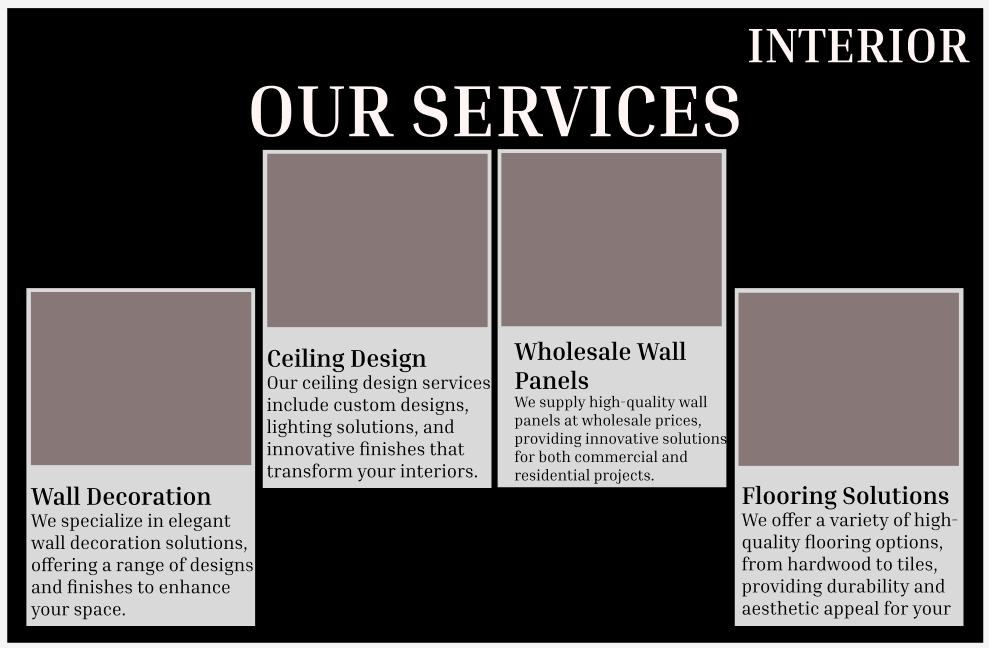 INTERIOR
OUR SERVICES
Ceiling Design
Our ceiling design services
include custom designs,
lighting solutions, and
innovative finishes that
transform your interiors.
Wholesale Wall
Panels
We supply high-quality wall
panels at wholesale prices,
providing innovative solutions
for both commercial and
residential projects.
Wall Decoration
We specialize in elegant
wall decoration solutions,
offering a range of designs
and finishes to enhance
your space.
Flooring Solutions
We offer a variety of high-
quality flooring options,
from hardwood to tiles,
providing durability and
aesthetic appeal for your